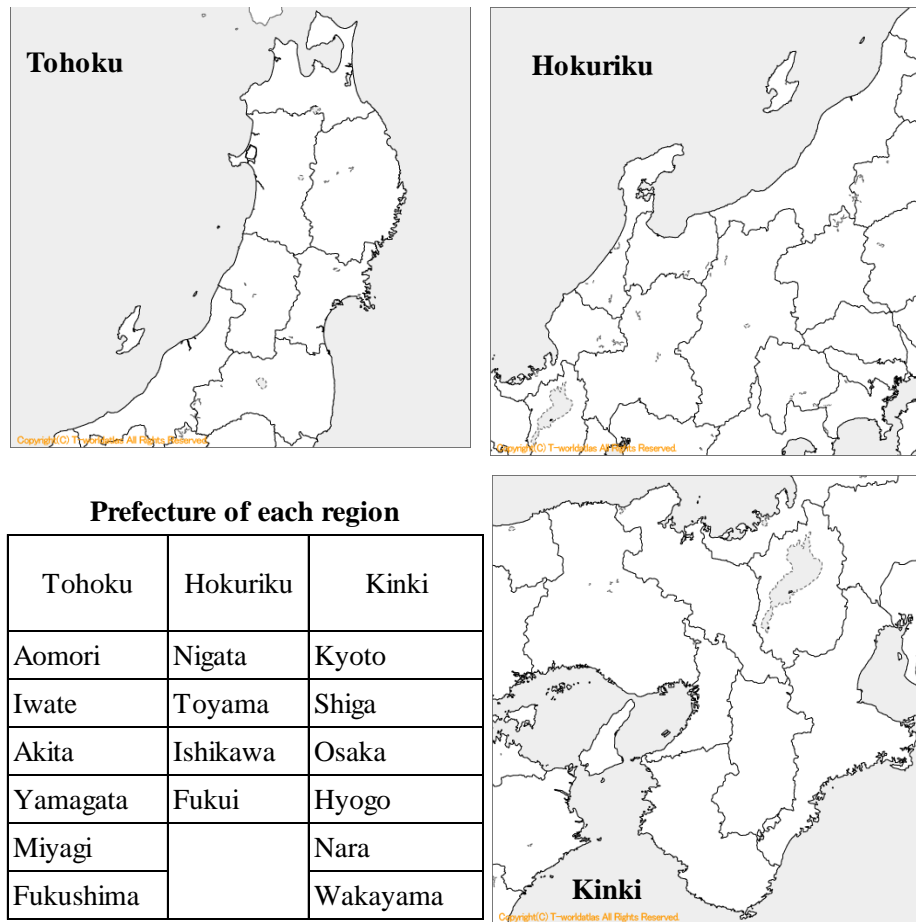 Tohoku
Copyright(C) T-worldatlas All Rights Reserved.
Hokuriku
Copyright(C) T-worldatlas All Rights Reserved.
Prefecture of each region
Tohoku Hokuriku Kinki
Aomori Nigata Kyoto
Iwate Toyama Shiga
Akita Ishikawa Osaka
Yamagata Fukui Hyogo
Miyagi Nara
Fukushima Wakayama
Kinki
Copyright(C) T-worldatlas All Rights Reserved.